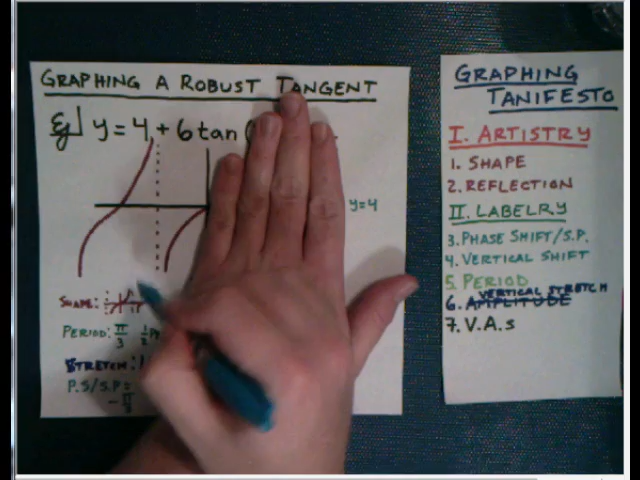 GRAPHING A ROBUST TANGENT
Eg] y = 4 + 6 tan (
y=4
SHAPE:
PERIOD: π/3
STRETCH:
P.S/S.P =
GRAPHING
TANIFESTO
I. ARTISTRY
1. SHAPE
2. REFLECTION
II. LABELRY
3. PHASE SHIFT/S.P.
4. VERTICAL SHIFT
5. PERIOD
VERTICAL STRETCH
6. AMPLITUDE
7. V.A.s